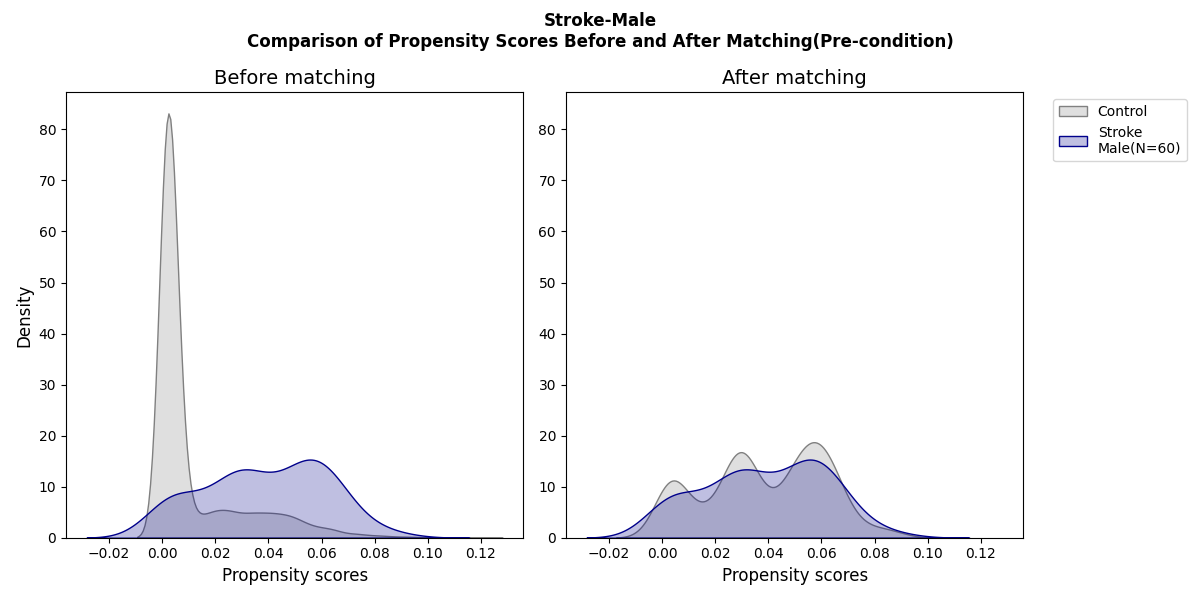 Stroke-Male
Comparison of Propensity Scores Before and After Matching(Pre-condition)
Before matching
After matching
Density
80
70
60
50
40
30
20
10
0
−0.02 0.00 0.02 0.04 0.06 0.08 0.10 0.12
Propensity scores
80
70
60
50
40
30
20
10
0
−0.02 0.00 0.02 0.04 0.06 0.08 0.10 0.12
Propensity scores
Control
Stroke
Male(N=60)